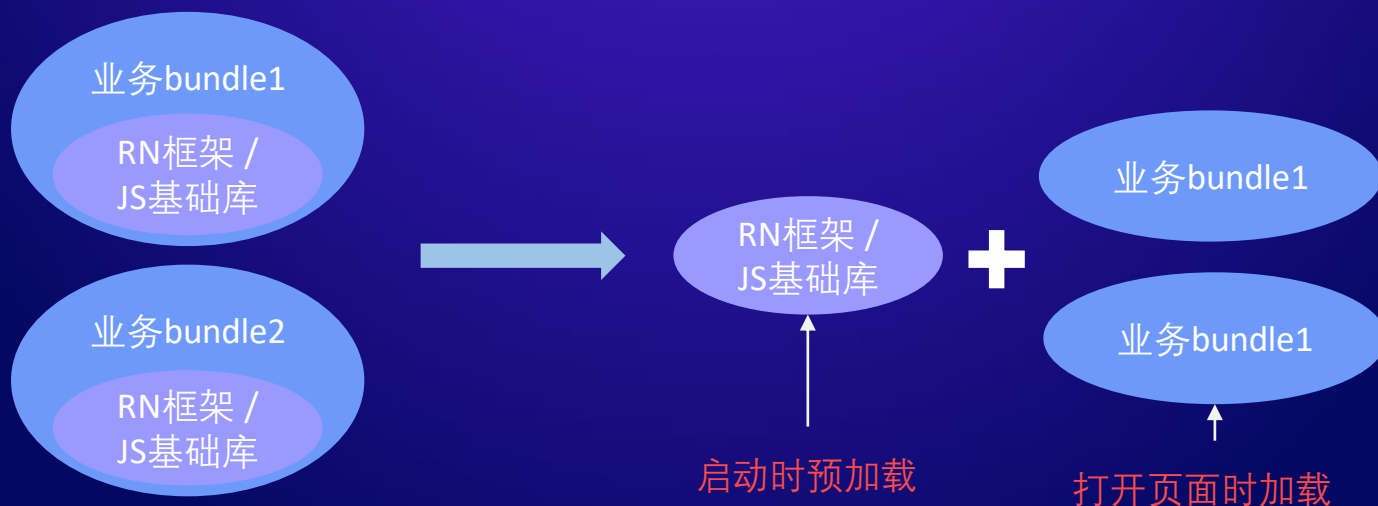 业务bundle1
RN框架 /
JS基础库
业务bundle2
RN框架 /
JS基础库
RN框架 /
JS基础库
业务bundle1
业务bundle1
启动时预加载
打开页面时加载